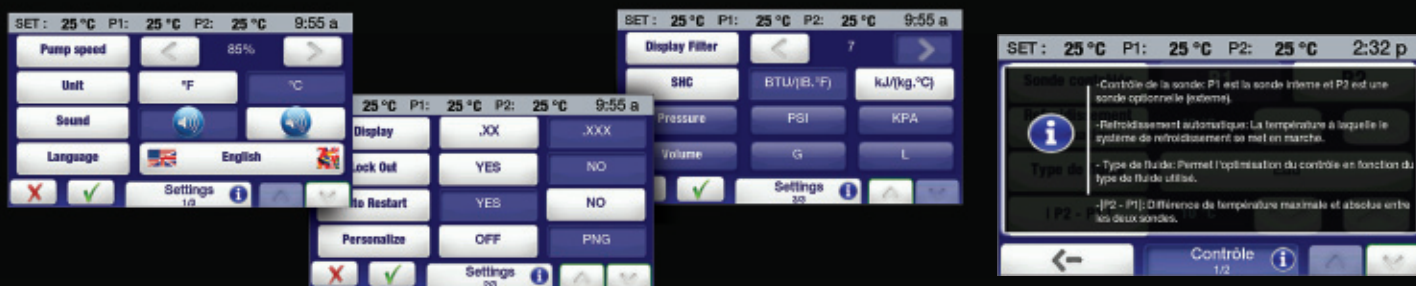 SET: 25 °C P1: 25 °C P2: 25 °C 9:55 a
Pump speed 85%
Unit °F °C
Sound
Language English
Settings
1/3
25 °C P1: 25 °C P2: 25 °C 9:55 a
Display .XX .XXX
ock Out YES NO
to Restart YES NO
Personalize OFF PNG
Settings
SET: 25 °C P1: 25 °C P2: 25 °C 9:55 a
Display Filter 7
SHC BTU/(lB.°F) kJ/(kg.°C)
Pressure PSI KPA
Volume G L
Settings
3/3
SET: 25 °C P1: 25 °C P2: 25 °C 2:32 p
-Contrôle de la sonde: P1 est la sonde interne et P2 est une
sonde optionnelle (externe).
-Refroidissement automatique: La température à laquelle le
système de refroidissement se met en marche.
- Type de fluide: Permet l'optimisation du contrôle en fonction du
type de fluide utilisé.
-|P2 - P1|: Différence de température maximale et absolue entre
les deux sondes.
Contrôle
1/2